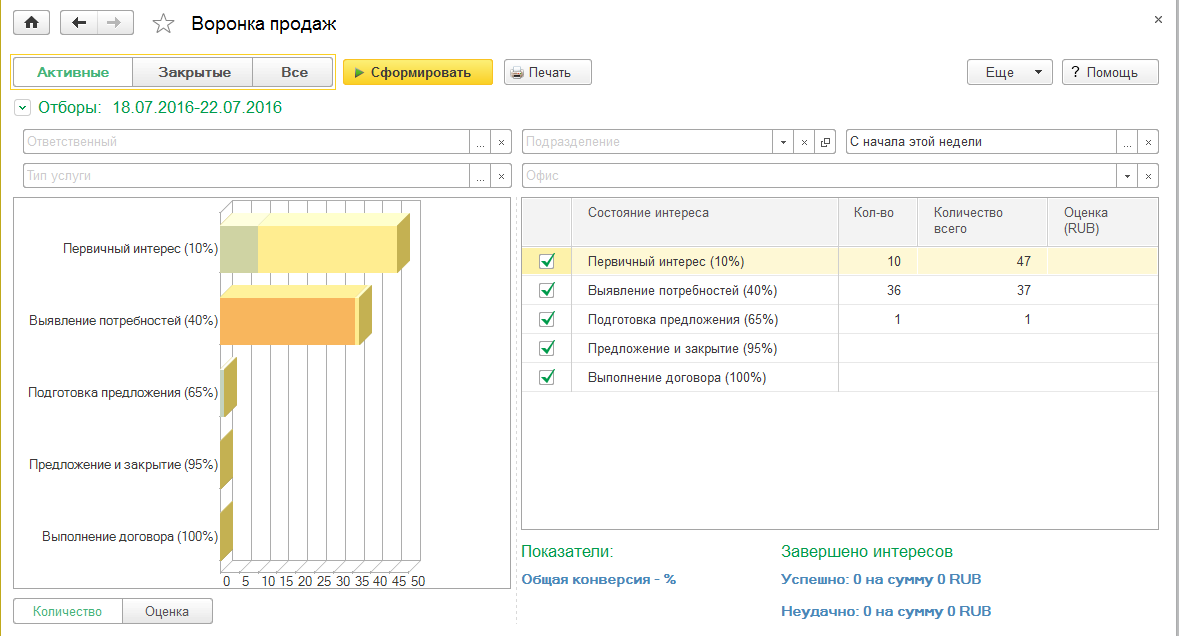 Воронка продаж
Активные Закрытые Все Сформировать Печать Еще ? Помощь
Отборы: 18.07.2016-22.07.2016
Ответственный ... × Подразделение × С начала этой недели ... ×
Тип услуги ... × Офис ×
Первичный интерес (10%)
Выявление потребностей (40%)
Подготовка предложения (65%)
Предложение и закрытие (95%)
Выполнение договора (100%)
0 5 10 15 20 25 30 35 40 45 50
Количество Оценка
Состояние интереса Кол-во Количество всего Оценка (RUB)
Первичный интерес (10%) 10 47
Выявление потребностей (40%) 36 37
Подготовка предложения (65%) 1 1
Предложение и закрытие (95%)
Выполнение договора (100%)
Показатели: Завершено интересов
Общая конверсия - % Успешно: 0 на сумму 0 RUB
Неудачно: 0 на сумму 0 RUB